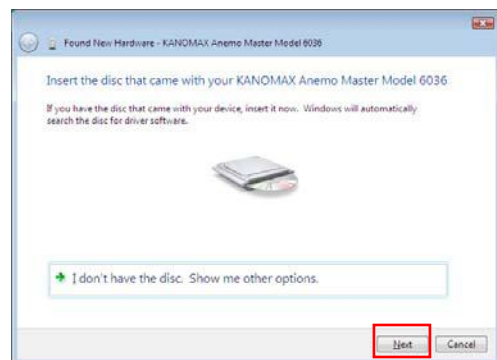 Found New Hardware - KANOMAX Anemo Master Model 6036
Insert the disc that came with your KANOMAX Anemo Master Model 6036
If you have the disc that came with your device, insert it now. Windows will automatically
search the disc for driver software.
I don't have the disc. Show me other options.
Next Cancel